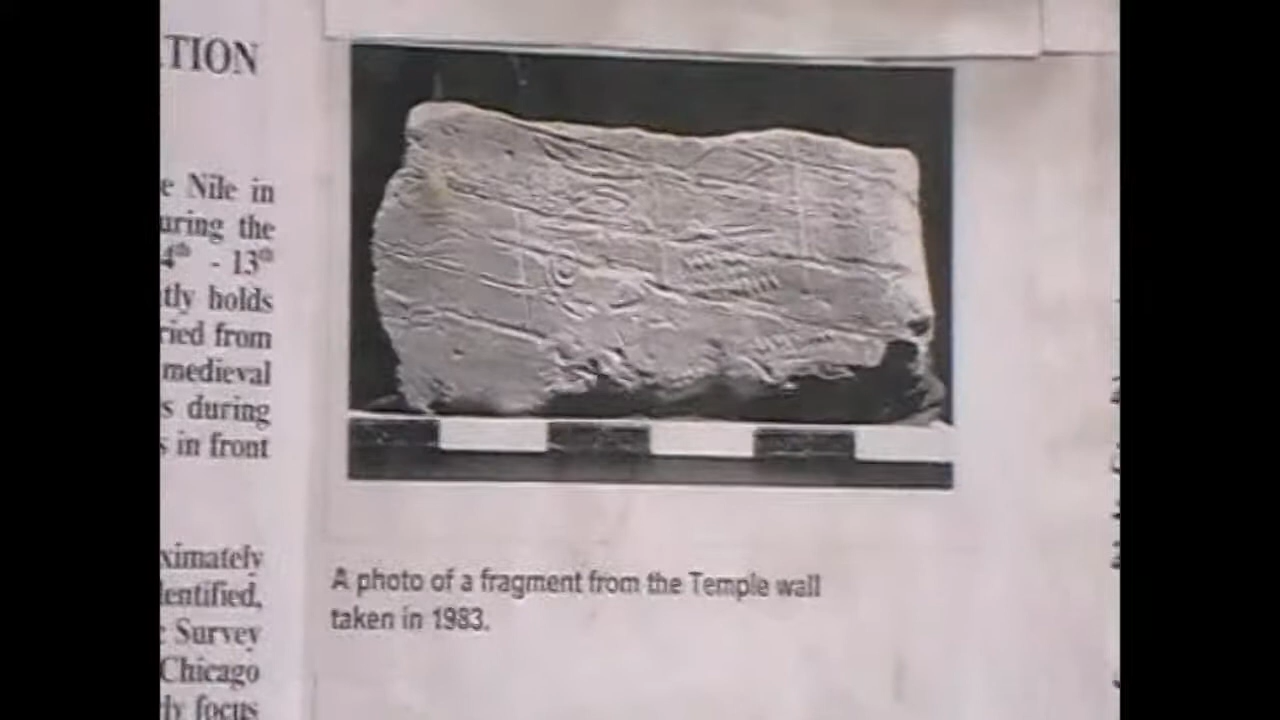 TION
e Nile in
uring the
4th - 13th
tly holds
ried from
medieval
s during
s in front
ximately
entified,
Survey
Chicago
ly focus
A photo of a fragment from the Temple wall
taken in 1983.